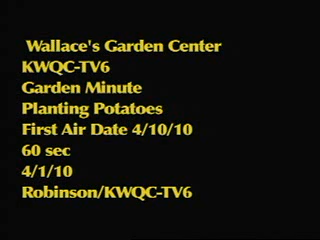 Wallace's Garden Center
KWQC-TV6
Garden Minute
Planting Potatoes
First Air Date 4/10/10
60 sec
4/1/10
Robinson/KWQC-TV6